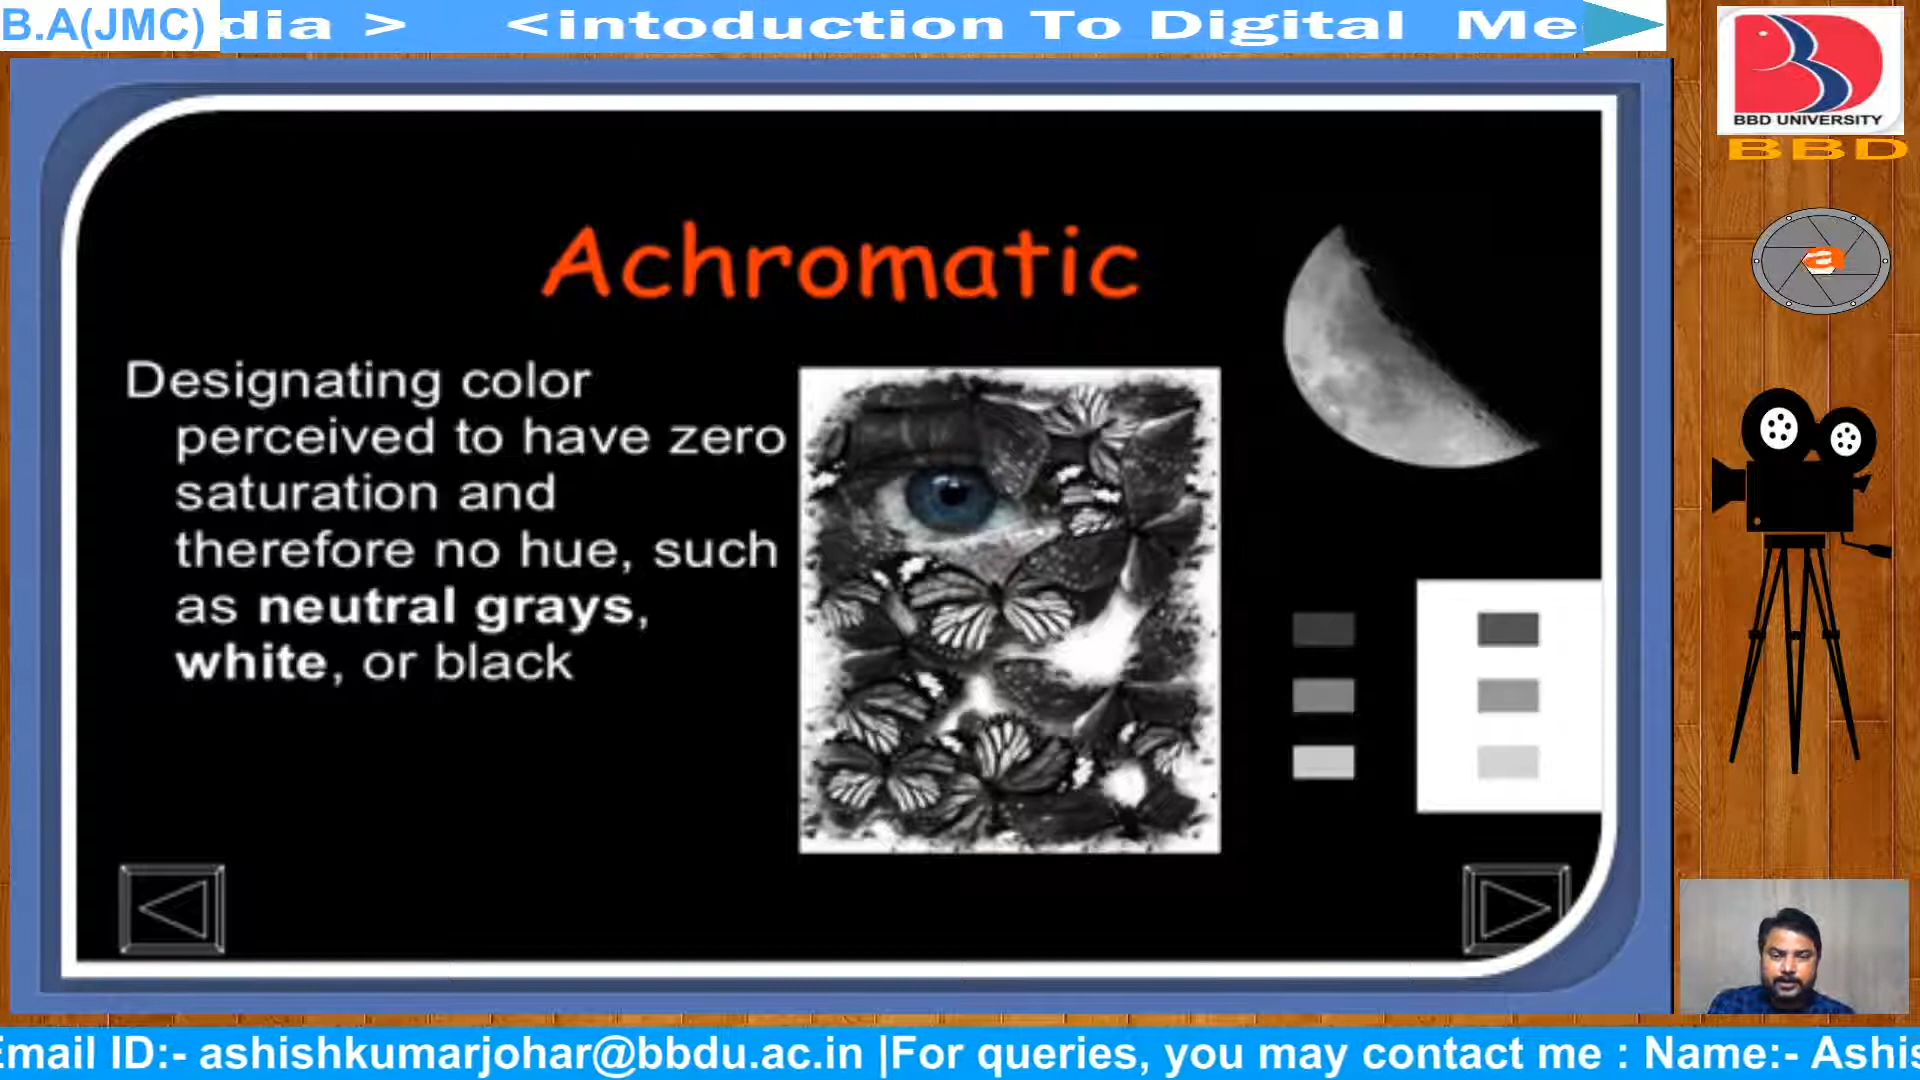 B.A(JMC)
dia >    <intoduction To Digital  Me
BBD UNIVERSITY
BBD
a
Achromatic
Designating color
perceived to have zero
saturation and
therefore no hue, such
as neutral grays,
white, or black
Email ID:- ashishkumarjohar@bbdu.ac.in |For queries, you may contact me : Name:- Ashis